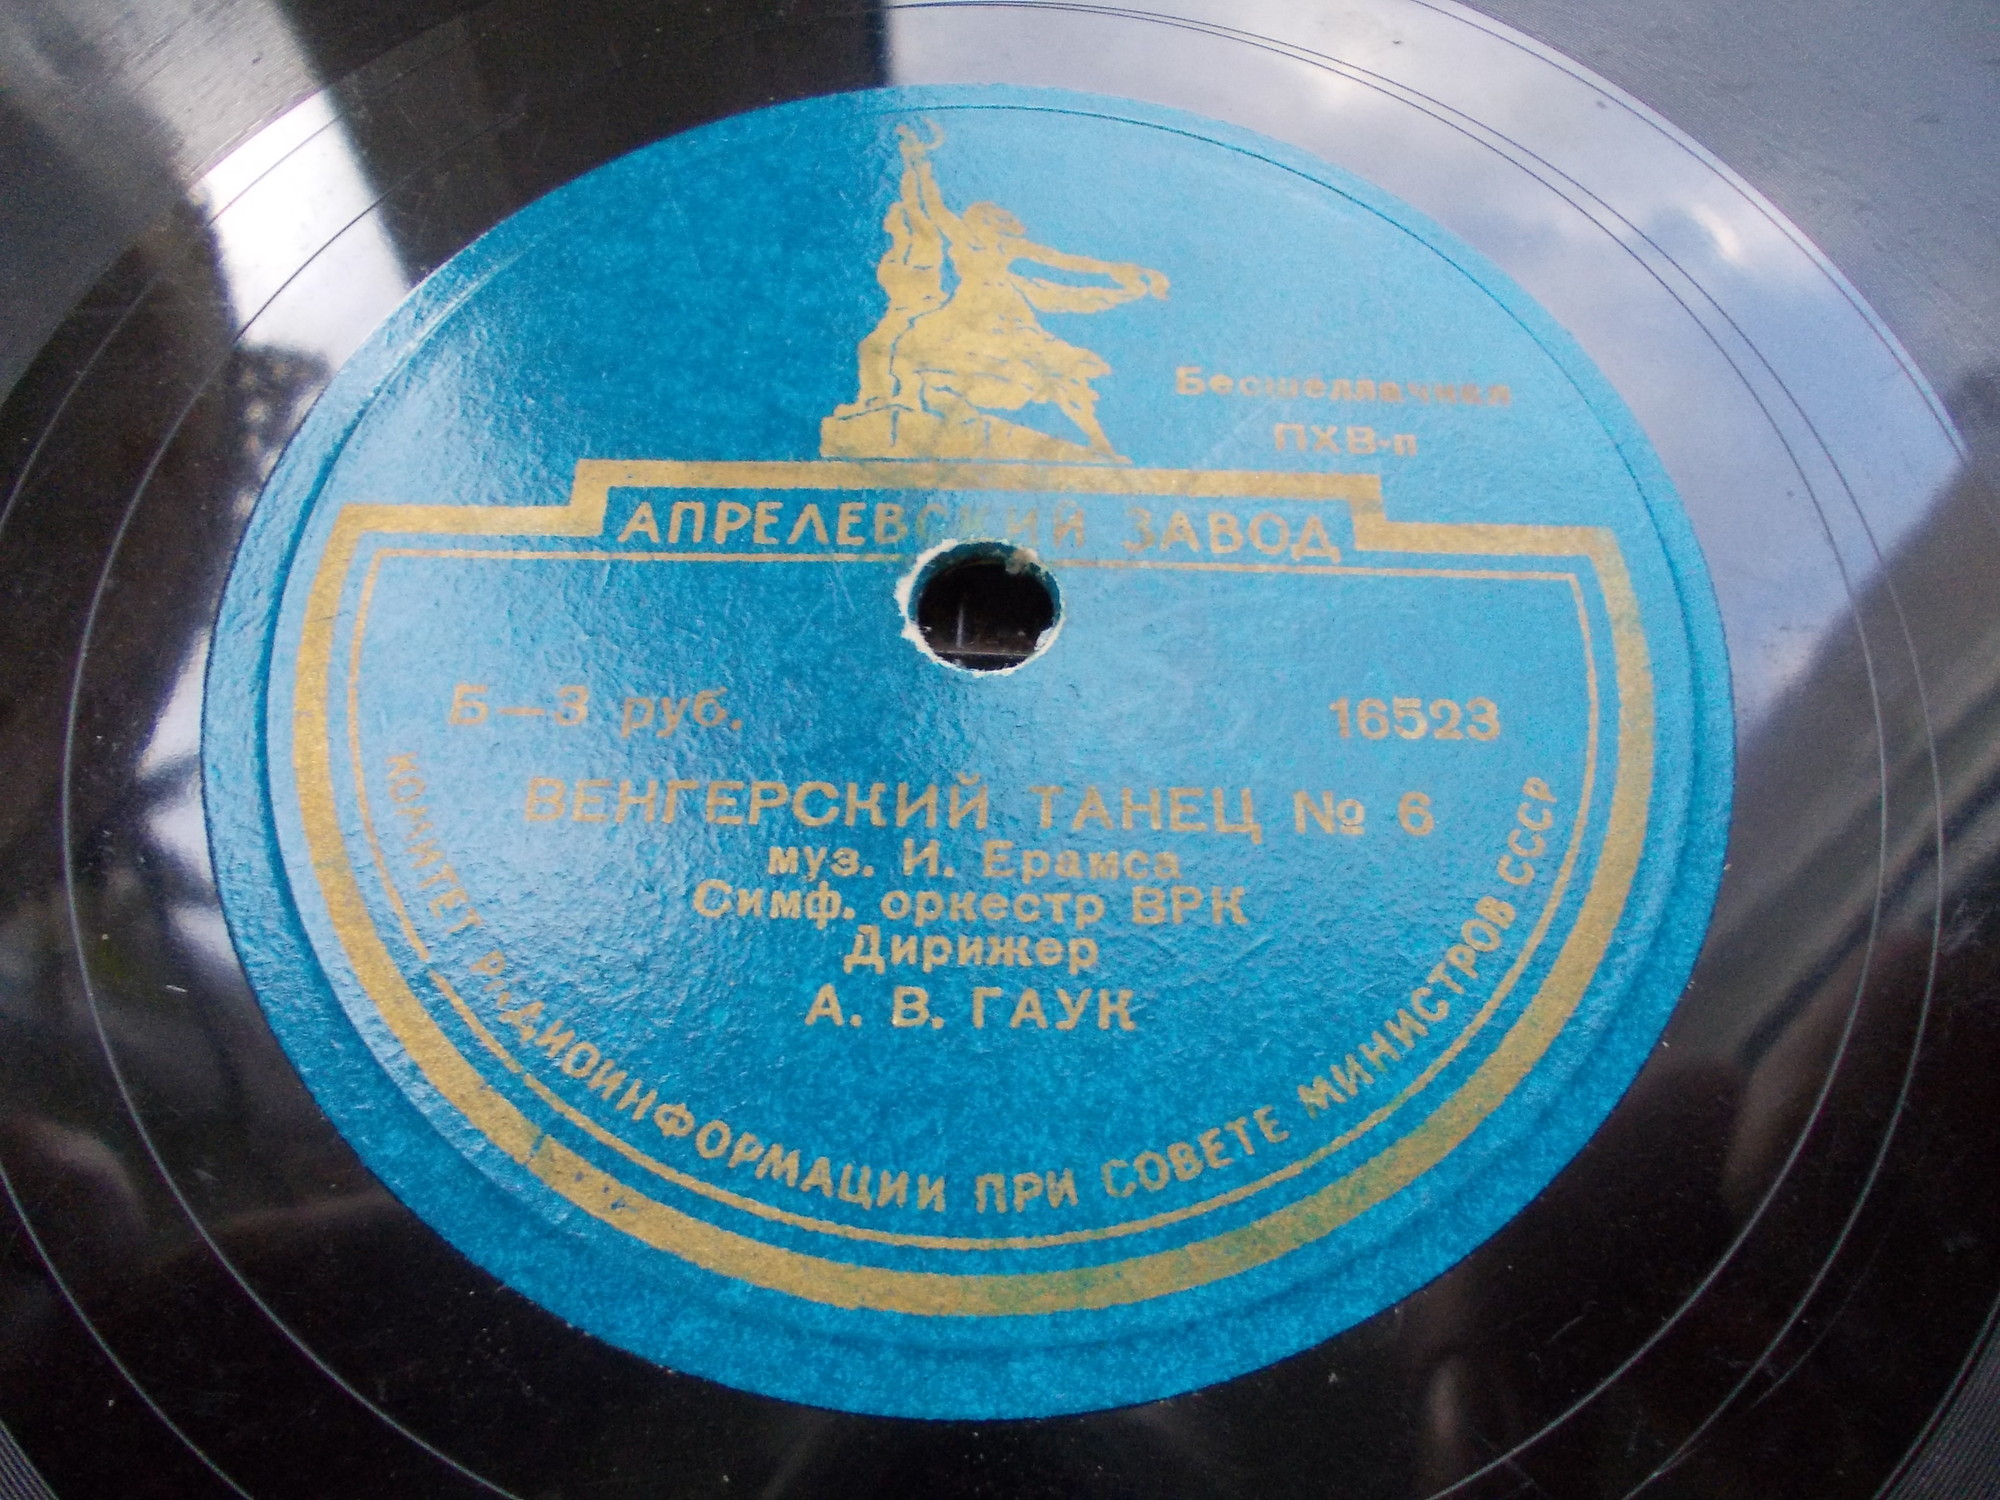 Бесшеллачная
ПХВ-п
АПРЕЛЕВСКИЙ ЗАВОД
Б—3 руб.
16523
ВЕНГЕРСКИЙ ТАНЕЦ № 6
муз. И. Ерамса
Симф. оркестр ВРК
Дирижер
А. В. ГАУК
КОМИТЕТ РАДИОИНФОРМАЦИИ ПРИ СОВЕТЕ МИНИСТРОВ СССР